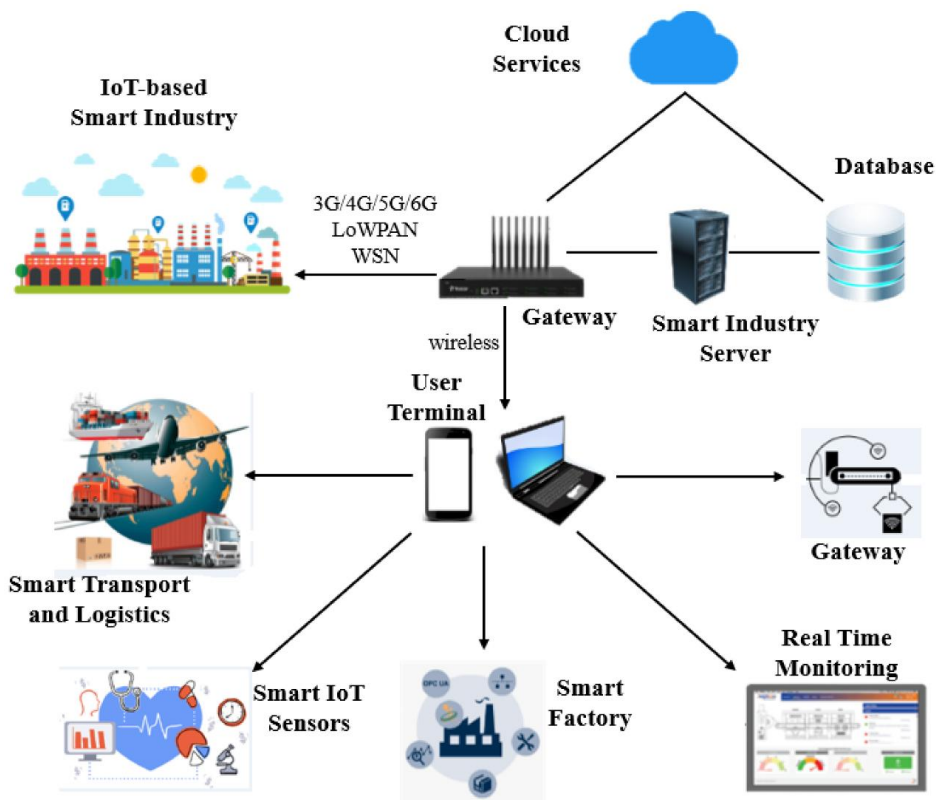 Cloud
Services
IoT-based
Smart Industry
Database
3G/4G/5G/6G
LoWPAN
WSN
Gateway
Smart Industry
Server
wireless
User
Terminal
Gateway
Smart Transport
and Logistics
Real Time
Monitoring
Smart IoT
Sensors
Smart
Factory
OPC UA